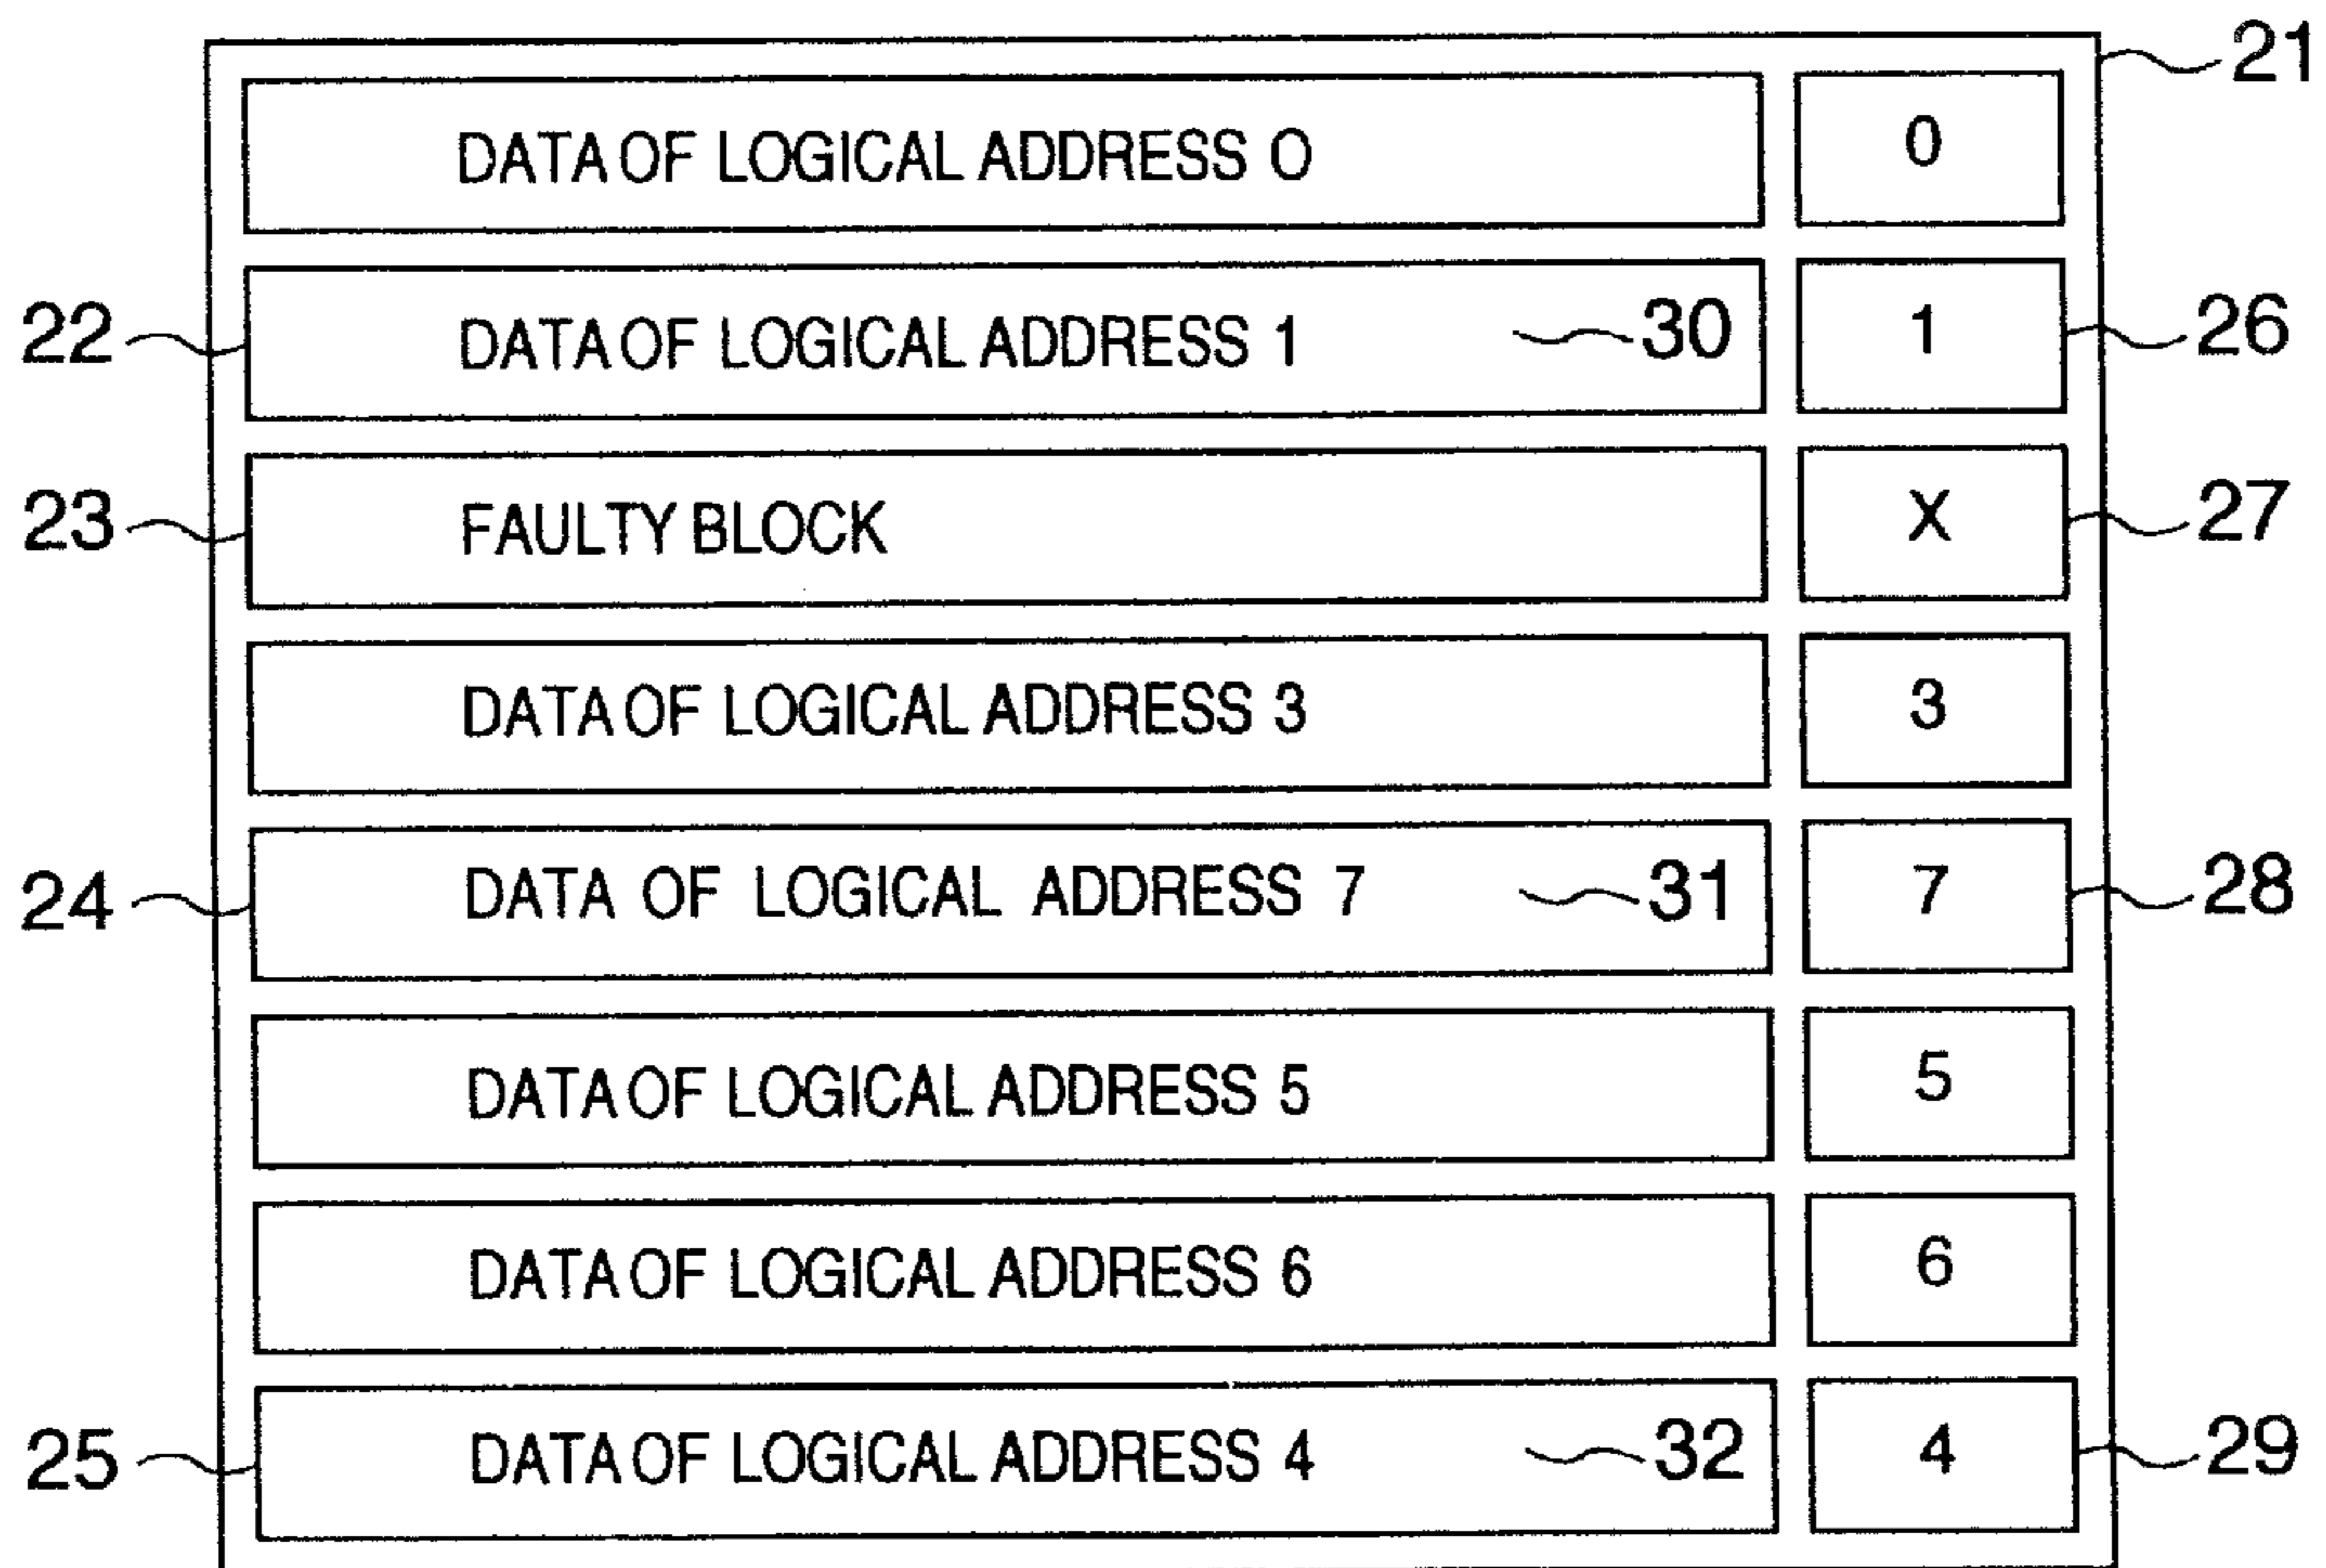 21
DATA OF LOGICAL ADDRESS 0 0
22 DATA OF LOGICAL ADDRESS 1 30 1 26
23 FAULTY BLOCK X 27
DATA OF LOGICAL ADDRESS 3 3
24 DATA OF LOGICAL ADDRESS 7 31 7 28
DATA OF LOGICAL ADDRESS 5 5
DATA OF LOGICAL ADDRESS 6 6
25 DATA OF LOGICAL ADDRESS 4 32 4 29